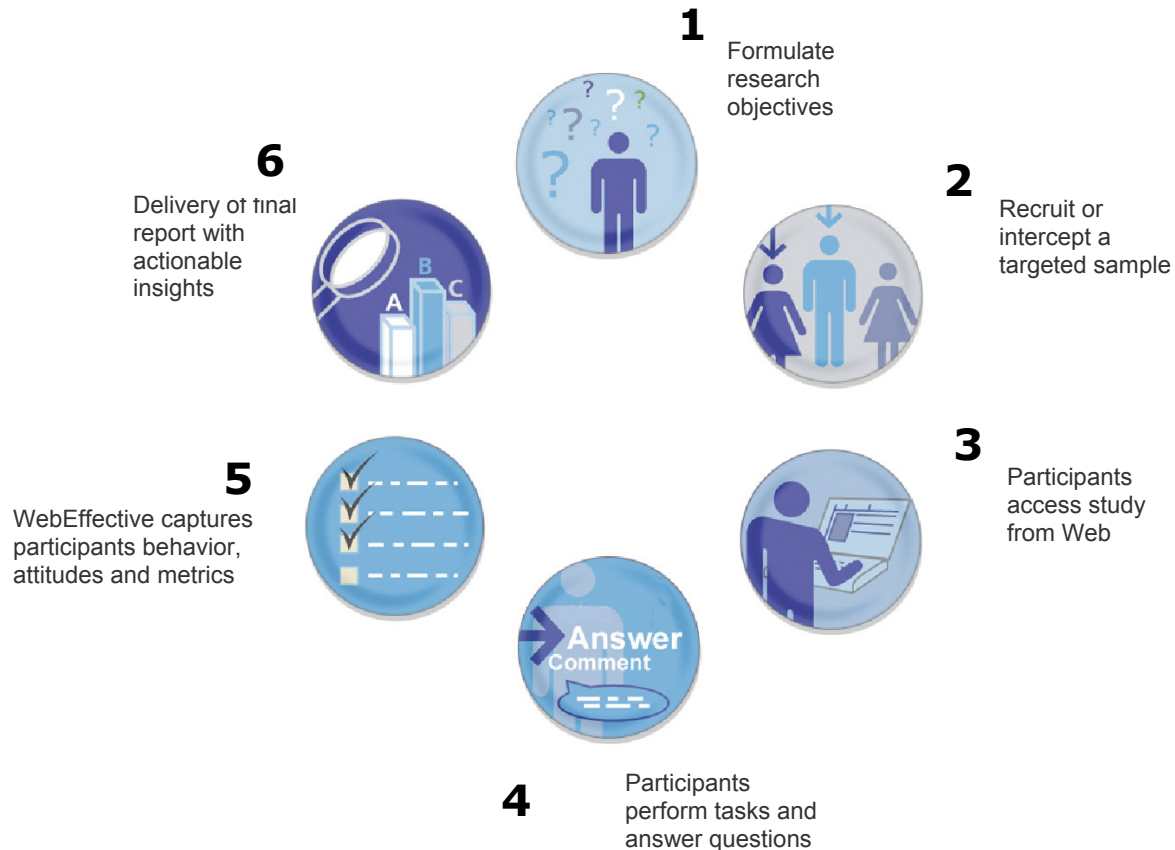 1
Formulate
research
objectives
? ? ? ?
? ? ? ?
?
2
Recruit or
intercept a
targeted sample
3
Participants
access study
from Web
4
Participants
perform tasks and
answer questions
Answer
Comment
5
WebEffective captures
participants behavior,
attitudes and metrics
6
Delivery of final
report with
actionable
insights
A B C